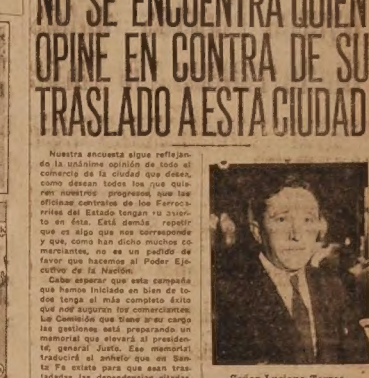 NO SE ENCUENTRA QUIEN
OPINE EN CONTRA DE SU
TRASLADO A ESTA CIUDAD
Nuestra encuesta sigue reflejan-
do la unánime opinión de todo el
comercio de la ciudad que desea,
como desean todos los que quie-
ren nuestros progresos, que las
oficinas centrales de los Ferroca-
rriles del Estado tengan su asien-
to en ésta. Está demás repetir
que es algo que nos corresponde
y que, como han dicho muchos co-
merciantes, no es un pedido de
favor que hacemos al Poder Eje-
cutivo de la Nación.
Cabe esperar que esta campaña
que hemos iniciado en bien de to-
dos tenga el más completo éxito
que nos auguran los comerciantes.
La Comisión que tiene a su cargo
las gestiones está preparando un
memorial que elevará al presiden-
te, general Justo. Ese memorial
traducirá el anhelo que en San-
ta Fe existe para que sean tras-
ladadas las dependencias citadas
Señor